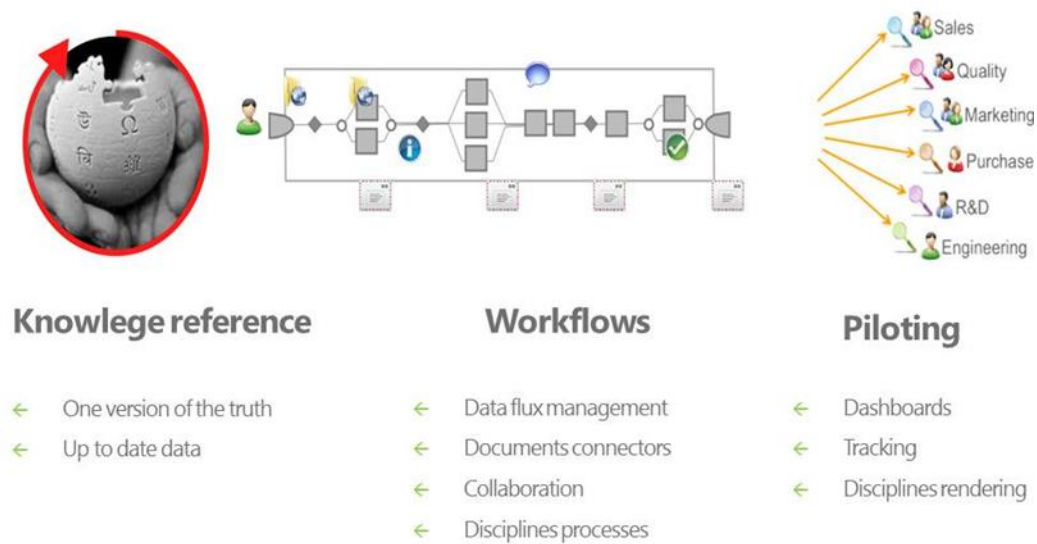 Sales
Quality
Marketing
Purchase
R&D
Engineering
Ω
Knowlege reference
One version of the truth
Up to date data
Workflows
Data flux management
Documents connectors
Collaboration
Disciplines processes
Piloting
Dashboards
Tracking
Disciplines rendering